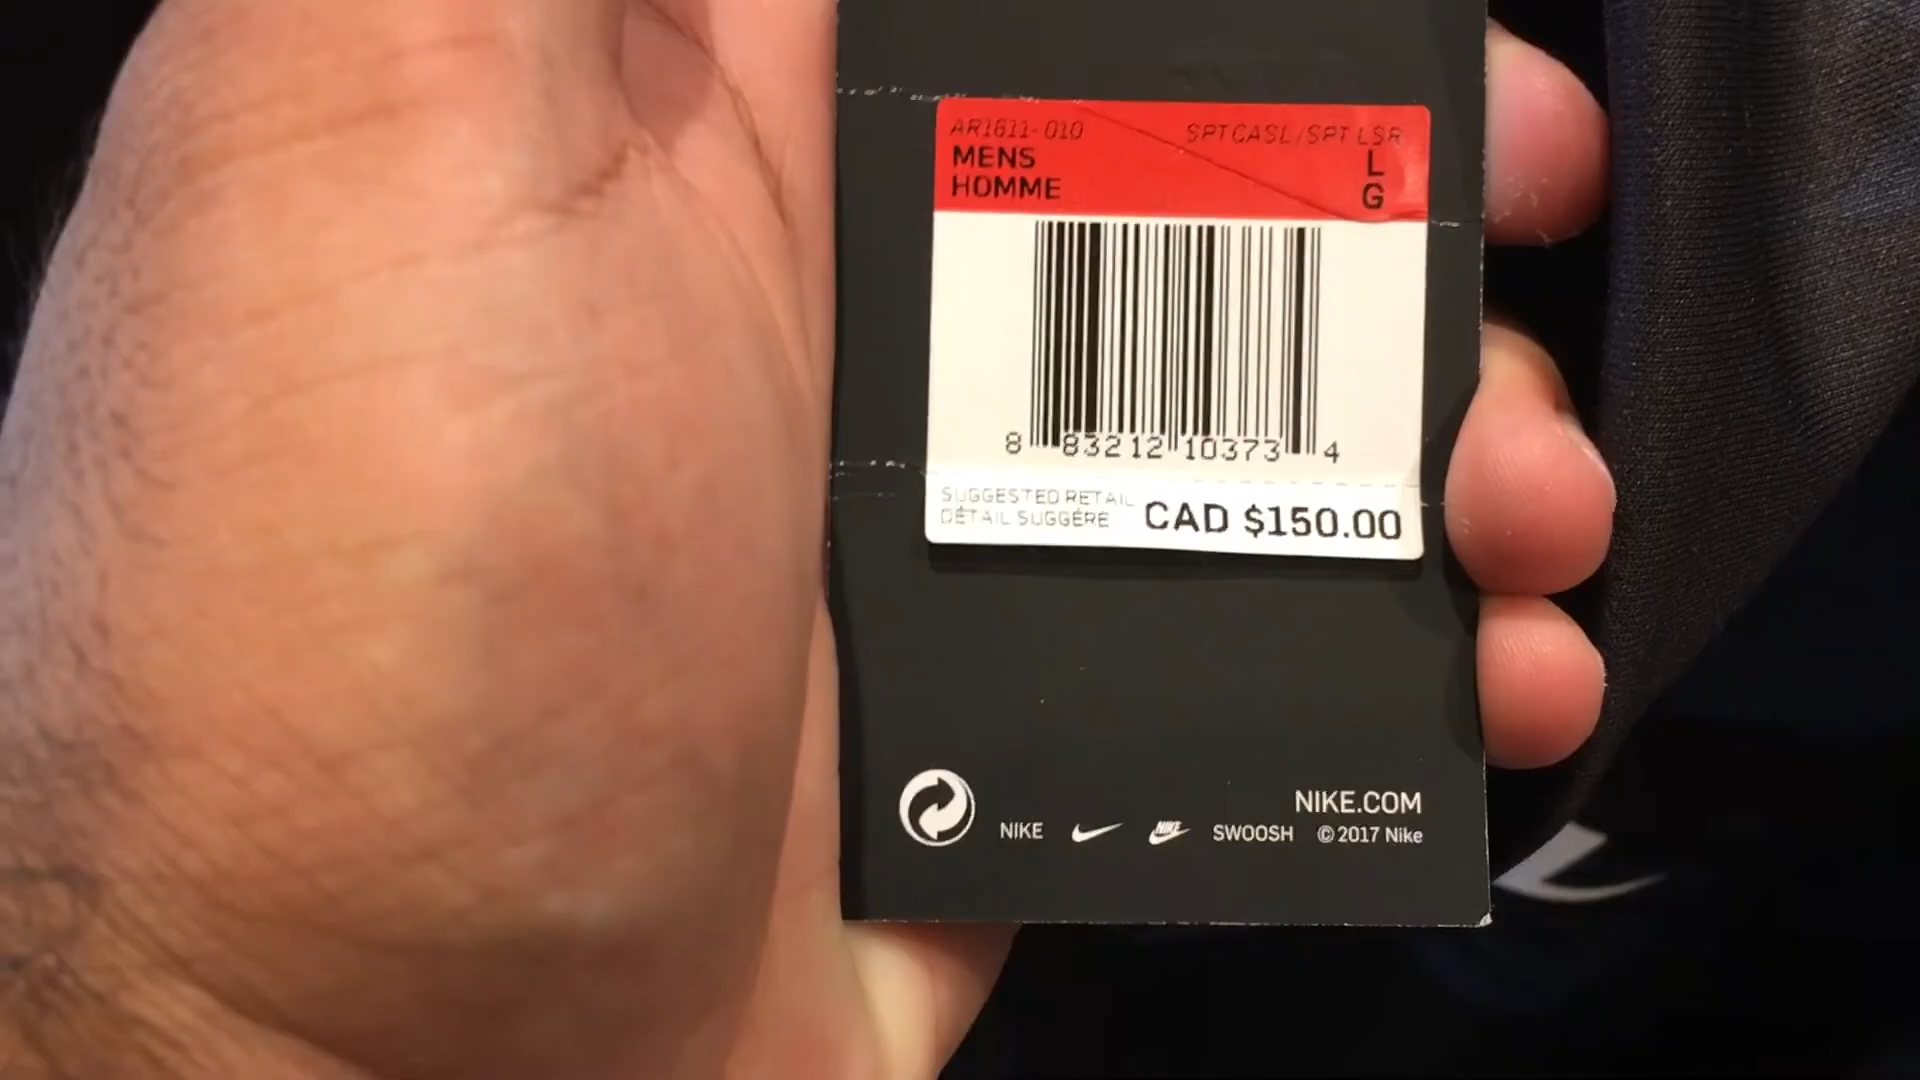 AR1611-010 SPTCASL/SPT LSR
MENS L
HOMME G
8 83212 10373 4
SUGGESTED RETAIL
DÉTAIL SUGGÉRÉ CAD $150.00
NIKE.COM
NIKE NIKE SWOOSH © 2017 Nike